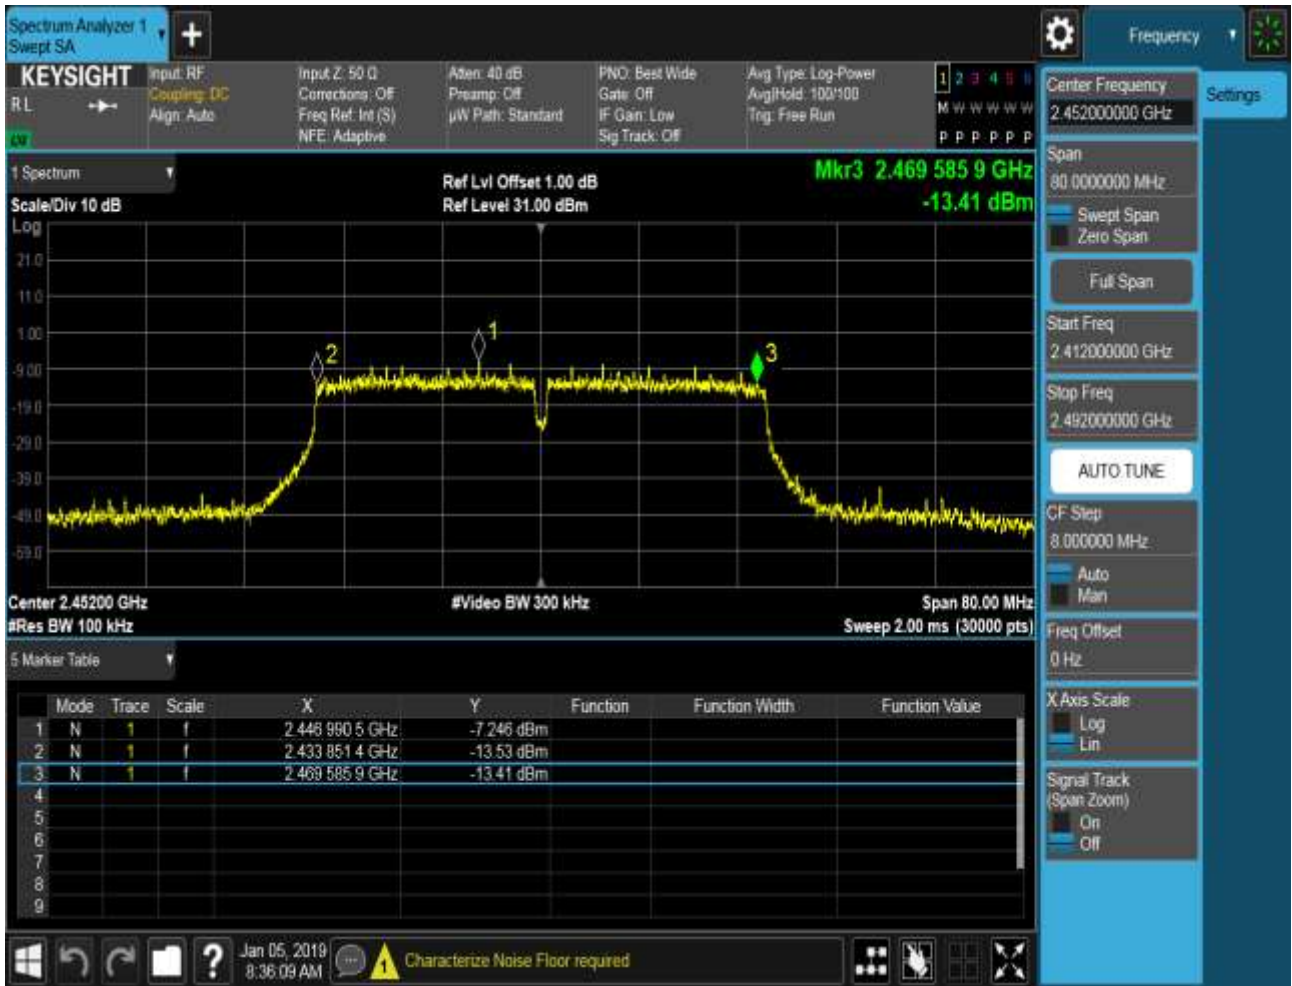 Spectrum Analyzer 1
Swept SA
+
Frequency
KEYSIGHT
RL
LXI
Input: RF
Coupling: DC
Align: Auto
Input Z: 50 Ω
Corrections: Off
Freq Ref: Int (S)
NFE: Adaptive
Atten: 40 dB
Preamp: Off
µW Path: Standard
PNO: Best Wide
Gate: Off
IF Gain: Low
Sig Track: Off
Avg Type: Log-Power
Avg|Hold: 100/100
Trig: Free Run
1 2 3 4 5 6
M W W W W W
P P P P P P
1 Spectrum
Scale/Div 10 dB
Ref Lvl Offset 1.00 dB
Ref Level 31.00 dBm
Mkr3 2.469 585 9 GHz
-13.41 dBm
Log
21.0
11.0
1.00
-9.00
-19.0
-29.0
-39.0
-49.0
-59.0
1
2
3
Center 2.45200 GHz
#Video BW 300 kHz
Span 80.00 MHz
#Res BW 100 kHz
Sweep 2.00 ms (30000 pts)
5 Marker Table
Mode Trace Scale X Y Function Function Width Function Value
1 N 1 f 2.446 990 5 GHz -7.246 dBm
2 N 1 f 2.433 851 4 GHz -13.53 dBm
3 N 1 f 2.469 585 9 GHz -13.41 dBm
4
5
6
7
8
9
?
Jan 05, 2019
8:36:09 AM
1
Characterize Noise Floor required
Center Frequency
2.452000000 GHz
Settings
Span
80.0000000 MHz
Swept Span
Zero Span
Full Span
Start Freq
2.412000000 GHz
Stop Freq
2.492000000 GHz
AUTO TUNE
CF Step
8.000000 MHz
Auto
Man
Freq Offset
0 Hz
X Axis Scale
Log
Lin
Signal Track
(Span Zoom)
On
Off